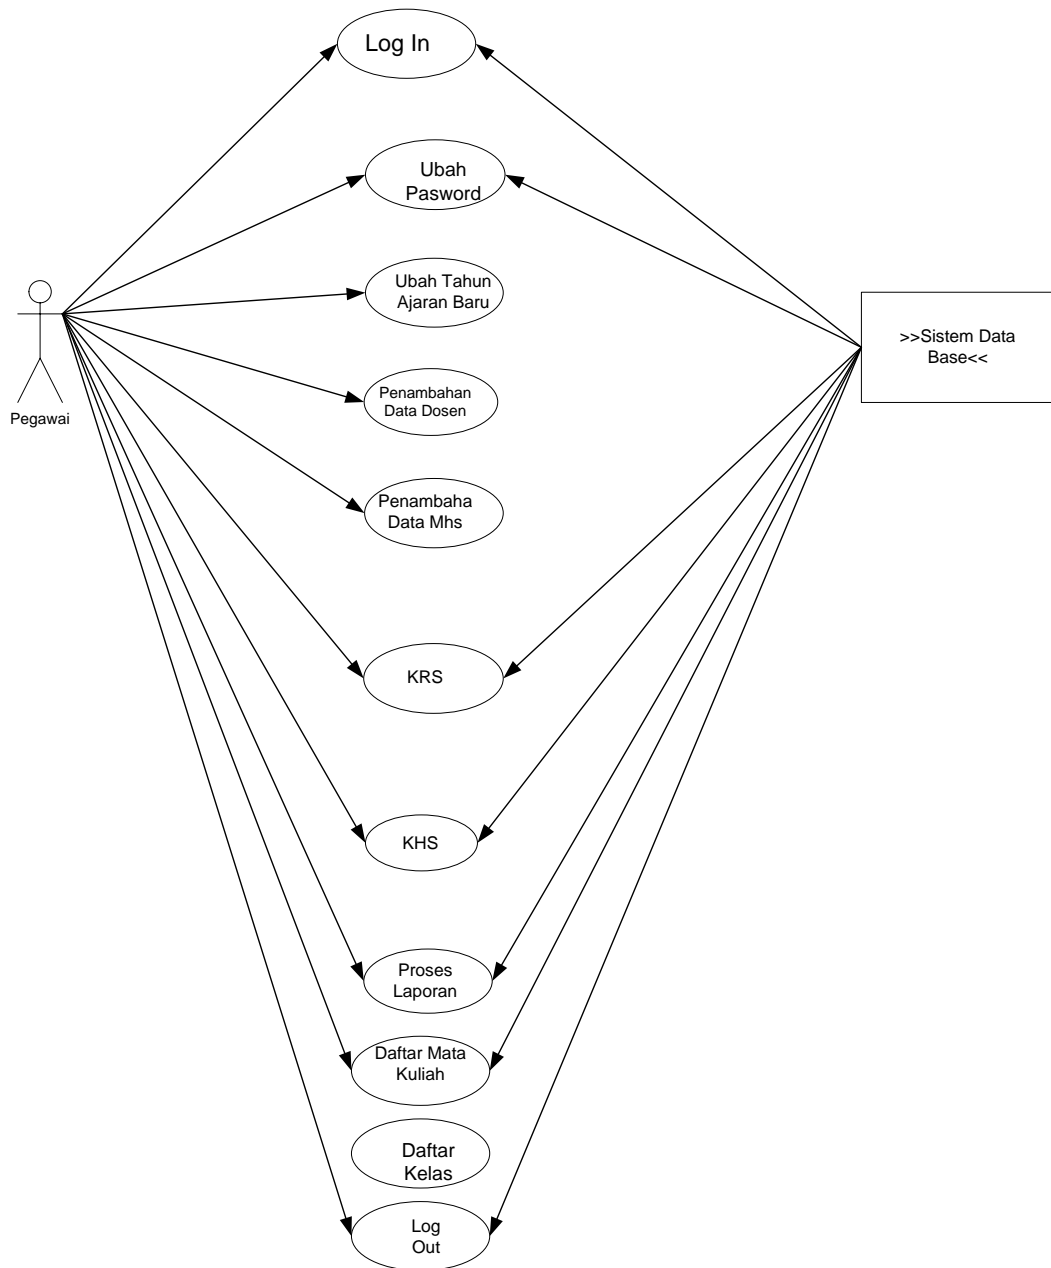 Log In
Ubah
Pasword
Ubah Tahun
Ajaran Baru
>>Sistem Data
Base<<
Pegawai
Penambahan
Data Dosen
Penambaha
Data Mhs
KRS
KHS
Proses
Laporan
Daftar Mata
Kuliah
Daftar
Kelas
Log
Out